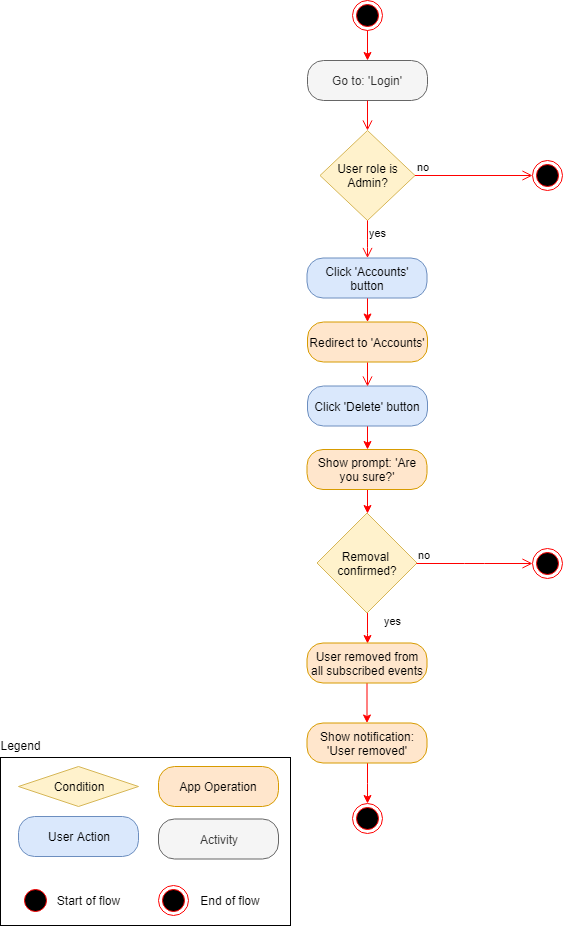 Go to: 'Login'
User role is
Admin?
no
yes
Click 'Accounts'
button
Redirect to 'Accounts'
Click 'Delete' button
Show prompt: 'Are
you sure?'
Removal
confirmed?
no
yes
User removed from
all subscribed events
Show notification:
'User removed'
Legend
Condition
App Operation
User Action
Activity
Start of flow
End of flow